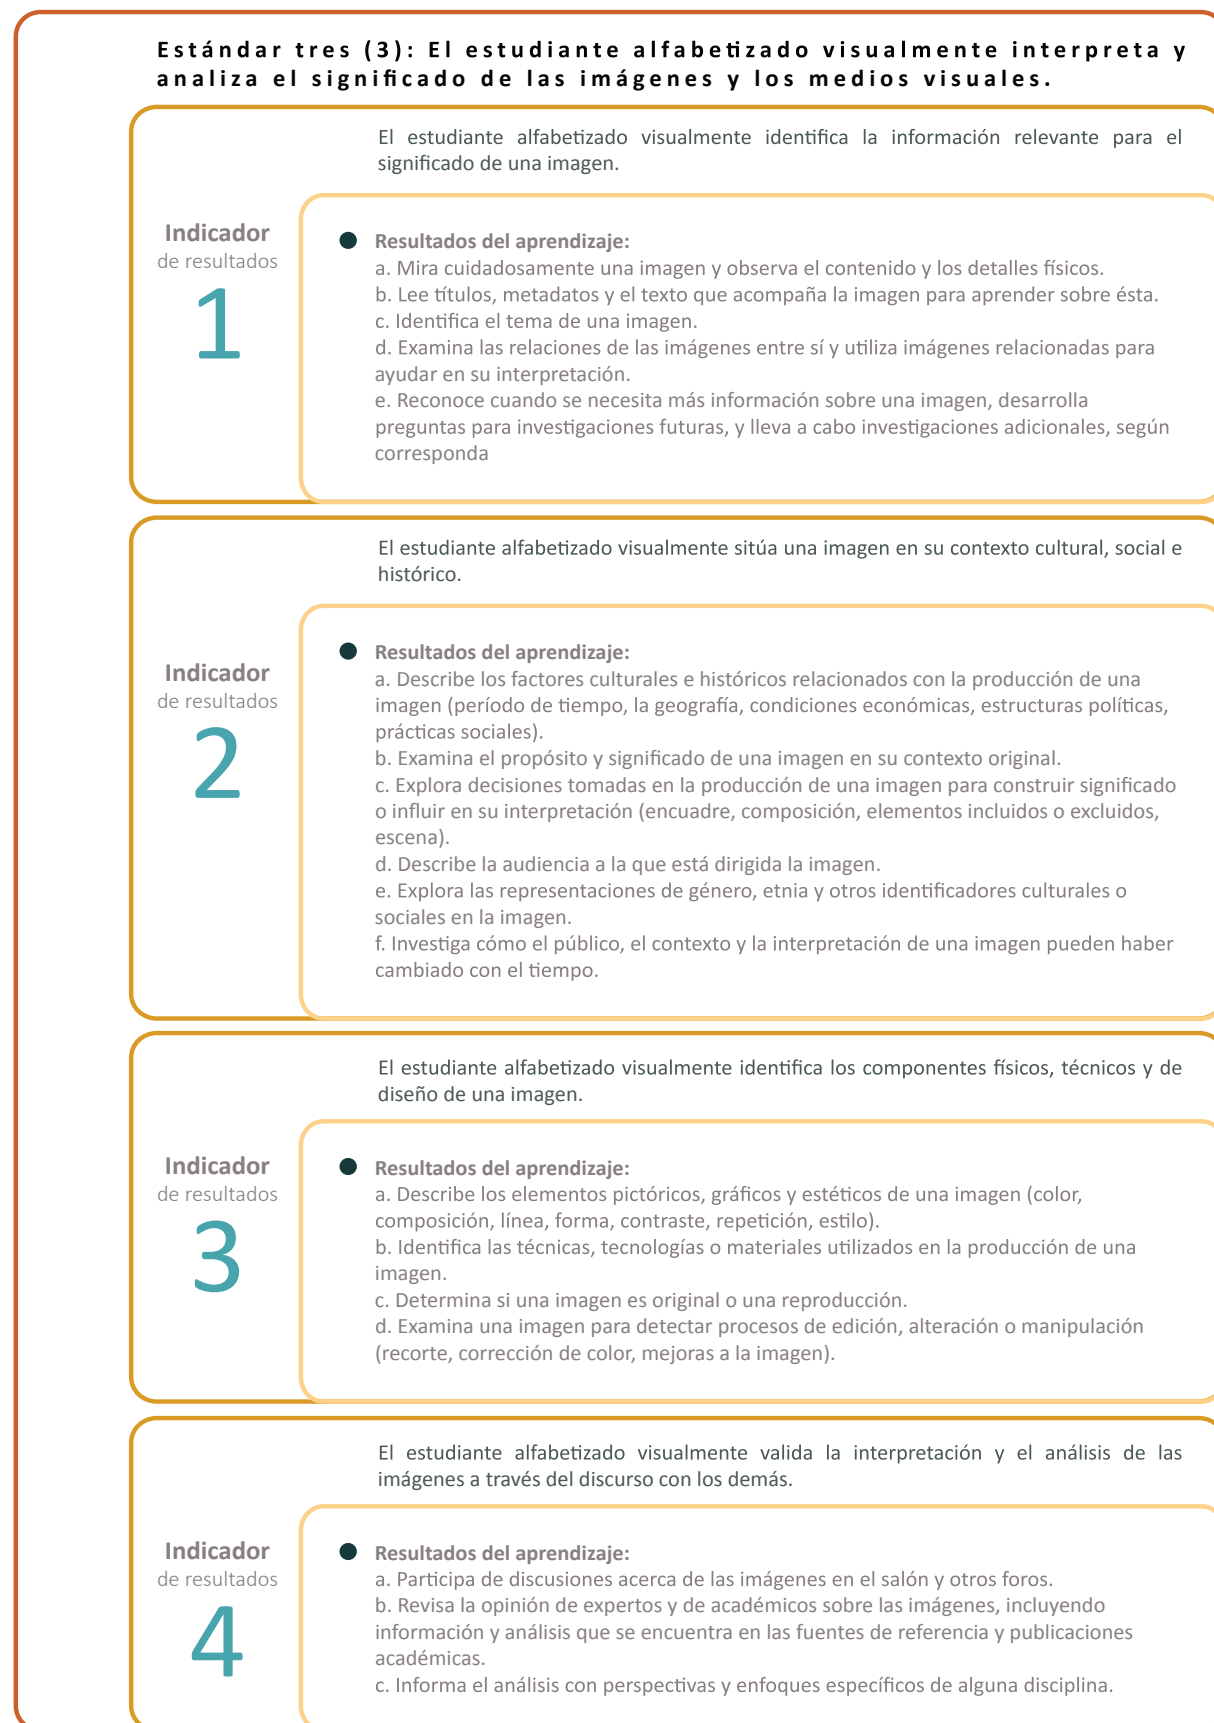 Estándar tres (3): El estudiante alfabetizado visualmente interpreta y
analiza el significado de las imágenes y los medios visuales.
El estudiante alfabetizado visualmente identifica la información relevante para el
significado de una imagen.
Indicador
de resultados
1
Resultados del aprendizaje:
a. Mira cuidadosamente una imagen y observa el contenido y los detalles físicos.
b. Lee títulos, metadatos y el texto que acompaña la imagen para aprender sobre ésta.
c. Identifica el tema de una imagen.
d. Examina las relaciones de las imágenes entre sí y utiliza imágenes relacionadas para
ayudar en su interpretación.
e. Reconoce cuando se necesita más información sobre una imagen, desarrolla
preguntas para investigaciones futuras, y lleva a cabo investigaciones adicionales, según
corresponda
El estudiante alfabetizado visualmente sitúa una imagen en su contexto cultural, social e
histórico.
Indicador
de resultados
2
Resultados del aprendizaje:
a. Describe los factores culturales e históricos relacionados con la producción de una
imagen (período de tiempo, la geografía, condiciones económicas, estructuras políticas,
prácticas sociales).
b. Examina el propósito y significado de una imagen en su contexto original.
c. Explora decisiones tomadas en la producción de una imagen para construir significado
o influir en su interpretación (encuadre, composición, elementos incluidos o excluidos,
escena).
d. Describe la audiencia a la que está dirigida la imagen.
e. Explora las representaciones de género, etnia y otros identificadores culturales o
sociales en la imagen.
f. Investiga cómo el público, el contexto y la interpretación de una imagen pueden haber
cambiado con el tiempo.
El estudiante alfabetizado visualmente identifica los componentes físicos, técnicos y de
diseño de una imagen.
Indicador
de resultados
3
Resultados del aprendizaje:
a. Describe los elementos pictóricos, gráficos y estéticos de una imagen (color,
composición, línea, forma, contraste, repetición, estilo).
b. Identifica las técnicas, tecnologías o materiales utilizados en la producción de una
imagen.
c. Determina si una imagen es original o una reproducción.
d. Examina una imagen para detectar procesos de edición, alteración o manipulación
(recorte, corrección de color, mejoras a la imagen).
El estudiante alfabetizado visualmente valida la interpretación y el análisis de las
imágenes a través del discurso con los demás.
Indicador
de resultados
4
Resultados del aprendizaje:
a. Participa de discusiones acerca de las imágenes en el salón y otros foros.
b. Revisa la opinión de expertos y de académicos sobre las imágenes, incluyendo
información y análisis que se encuentra en las fuentes de referencia y publicaciones
académicas.
c. Informa el análisis con perspectivas y enfoques específicos de alguna disciplina.